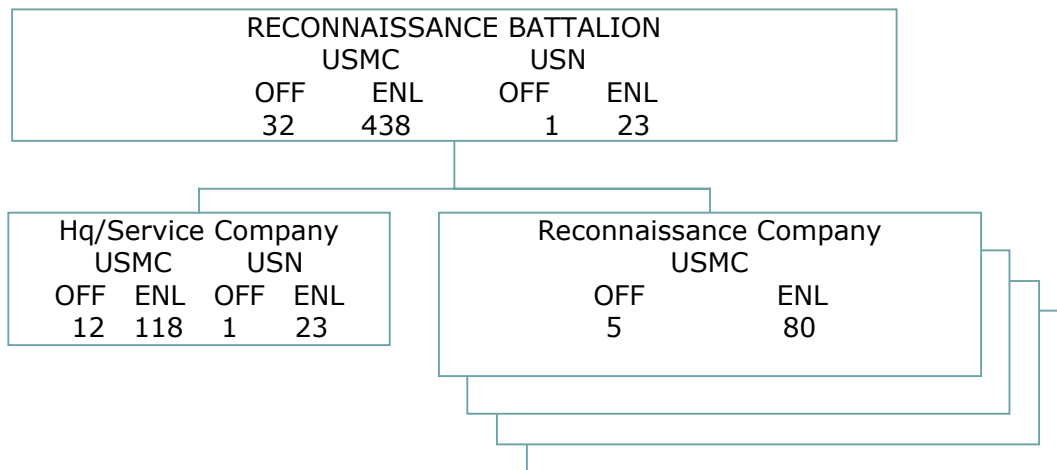 RECONNAISSANCE BATTALION
USMC USN
OFF ENL OFF ENL
32 438 1 23
Hq/Service Company
USMC USN
OFF ENL OFF ENL
12 118 1 23
Reconnaissance Company
USMC
OFF ENL
5 80